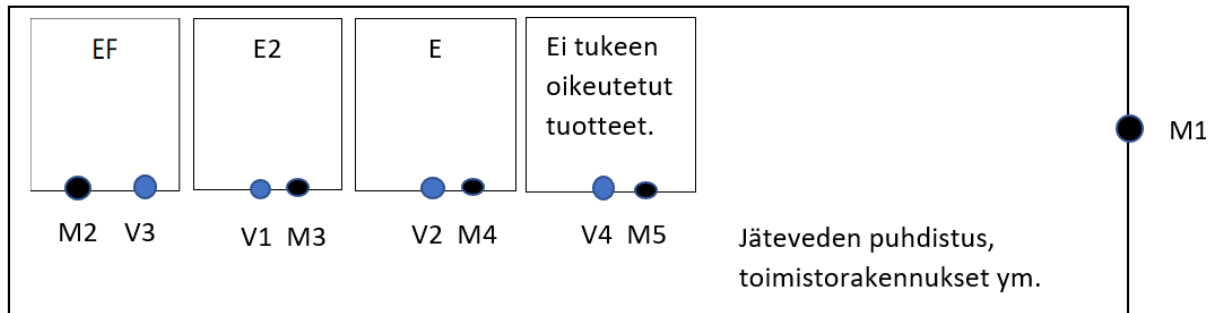 EF
E2
E
Ei tukeen
oikeutetut
tuotteet.
M1
M2 V3
V1 M3
V2 M4
V4 M5
Jäteveden puhdistus,
toimistorakennukset ym.